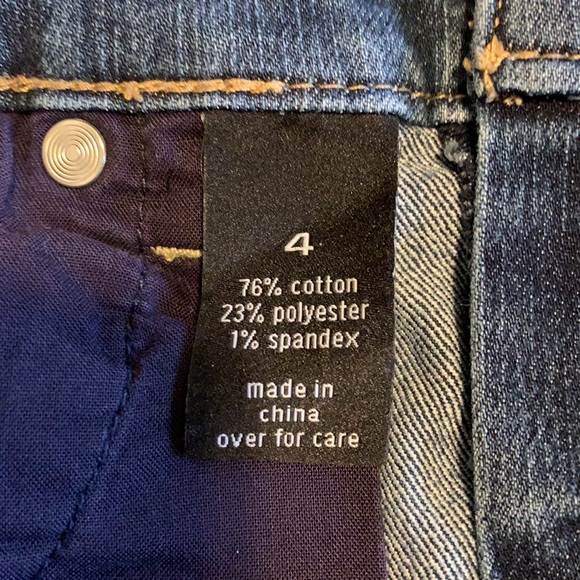 4
76% cotton
23% polyester
1% spandex
made in
china
over for care